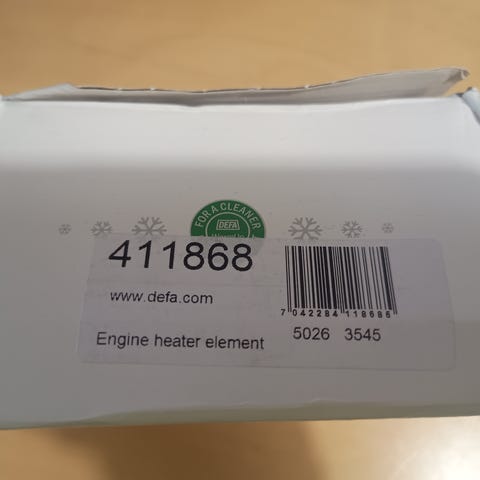 FOR A CLEANER
DEFA
411868
www.defa.com
Engine heater element
7 042284 118686
5026 3545